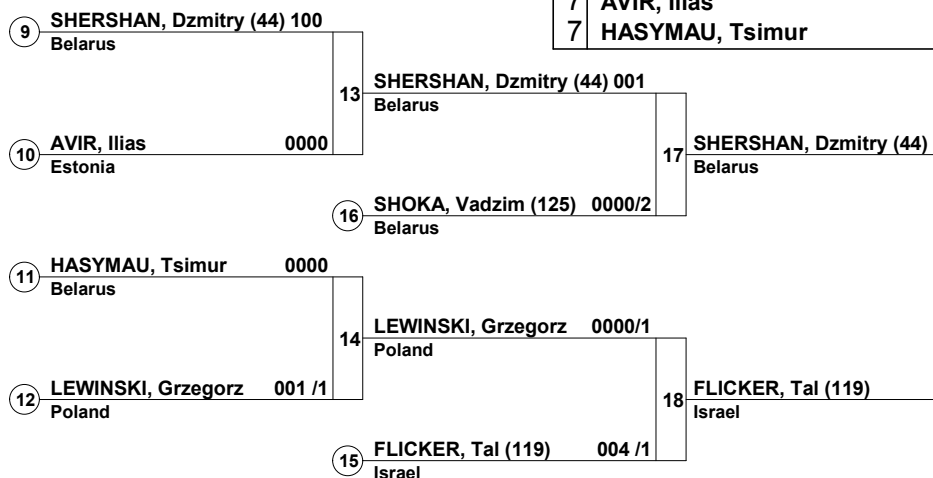 7 AVIR, Ilias
7 HASYMAU, Tsimur
9 SHERSHAN, Dzmitry (44) 100
Belarus
13
SHERSHAN, Dzmitry (44) 001
Belarus
10 AVIR, Ilias 0000
Estonia
17
SHERSHAN, Dzmitry (44)
Belarus
16 SHOKA, Vadzim (125) 0000/2
Belarus
11 HASYMAU, Tsimur 0000
Belarus
14
LEWINSKI, Grzegorz 0000/1
Poland
12 LEWINSKI, Grzegorz 001 /1
Poland
18
FLICKER, Tal (119)
Israel
15 FLICKER, Tal (119) 004 /1
Israel